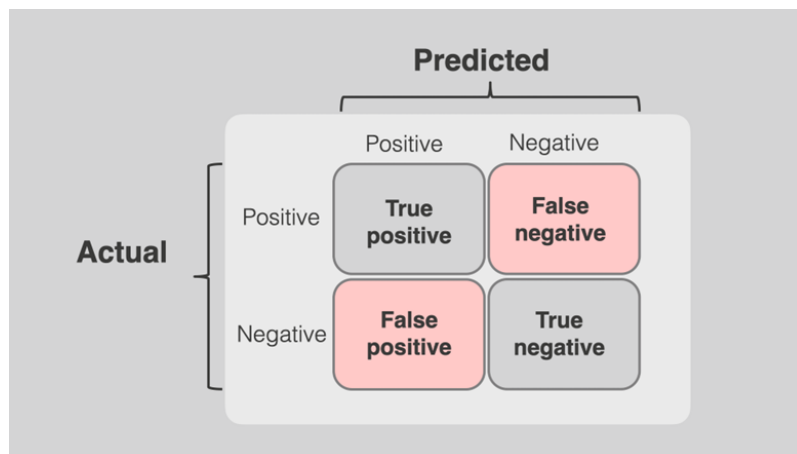 Predicted
Positive Negative
Actual
Positive
True
positive
False
negative
Negative
False
positive
True
negative